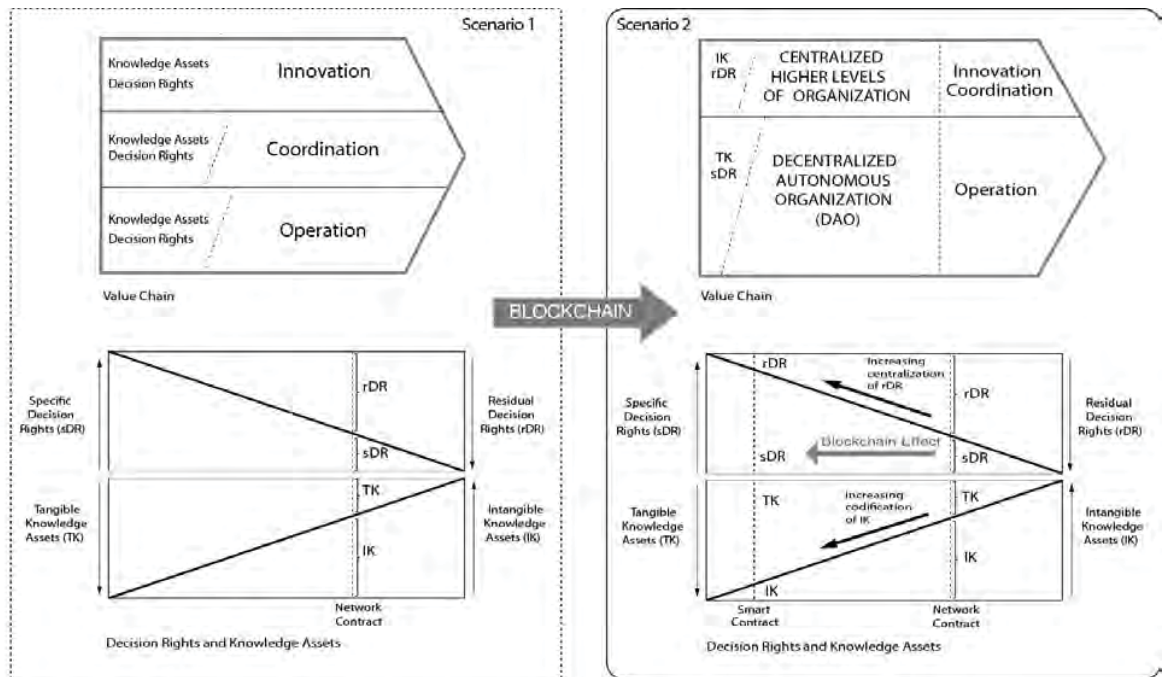 Scenario 1
Knowledge Assets
Decision Rights
Innovation
Knowledge Assets
Decision Rights
Coordination
Knowledge Assets
Decision Rights
Operation
Value Chain
rDR
sDR
Specific
Decision
Rights (sDR)
Residual
Decision
Rights (rDR)
TK
IK
Tangible
Knowledge
Assets (TK)
Intangible
Knowledge
Assets (IK)
Network
Contract
Decision Rights and Knowledge Assets
BLOCKCHAIN
Scenario 2
IK
rDR
CENTRALIZED
HIGHER LEVELS
OF ORGANIZATION
Innovation
Coordination
TK
sDR
DECENTRALIZED
AUTONOMOUS
ORGANIZATION
(DAO)
Operation
Value Chain
rDR
Increasing
centralization
of rDR
rDR
Specific
Decision
Rights (sDR)
Residual
Decision
Rights (rDR)
Blockchain Effect
sDR
sDR
TK
Increasing
codification
of IK
TK
Tangible
Knowledge
Assets (TK)
Intangible
Knowledge
Assets (IK)
IK
IK
Smart
Contract
Network
Contract
Decision Rights and Knowledge Assets